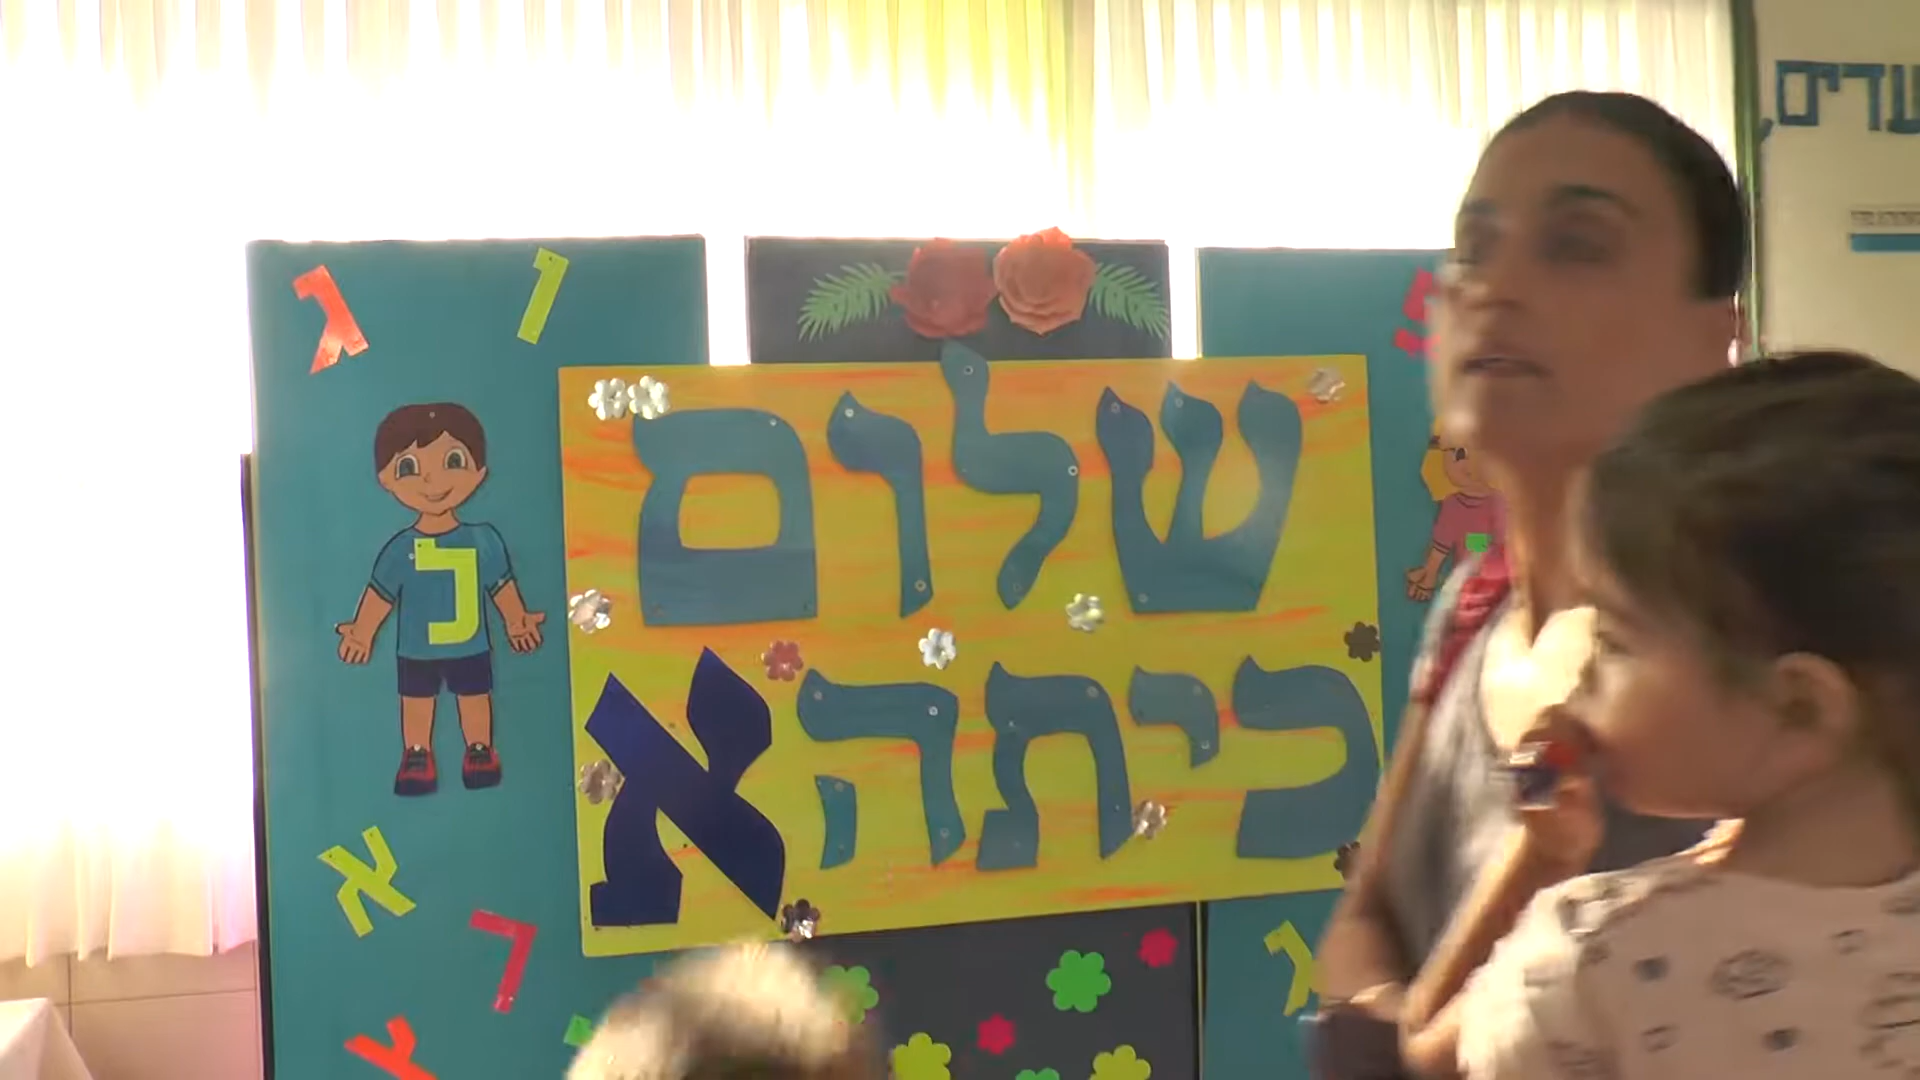 שלום
כיתה א
ג
ו
ל
א
ד
צ
ג